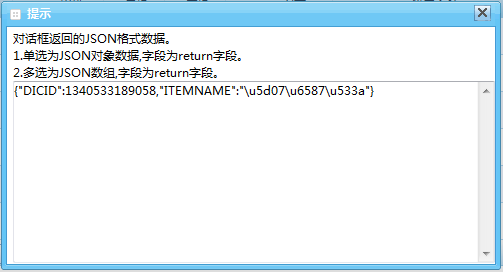 提示
对话框返回的JSON格式数据。
1.单选为JSON对象数据,字段为return字段。
2.多选为JSON数组,字段为return字段。
{"DICID":1340533189058,"ITEMNAME":"\u5d07\u6587\u533a"}